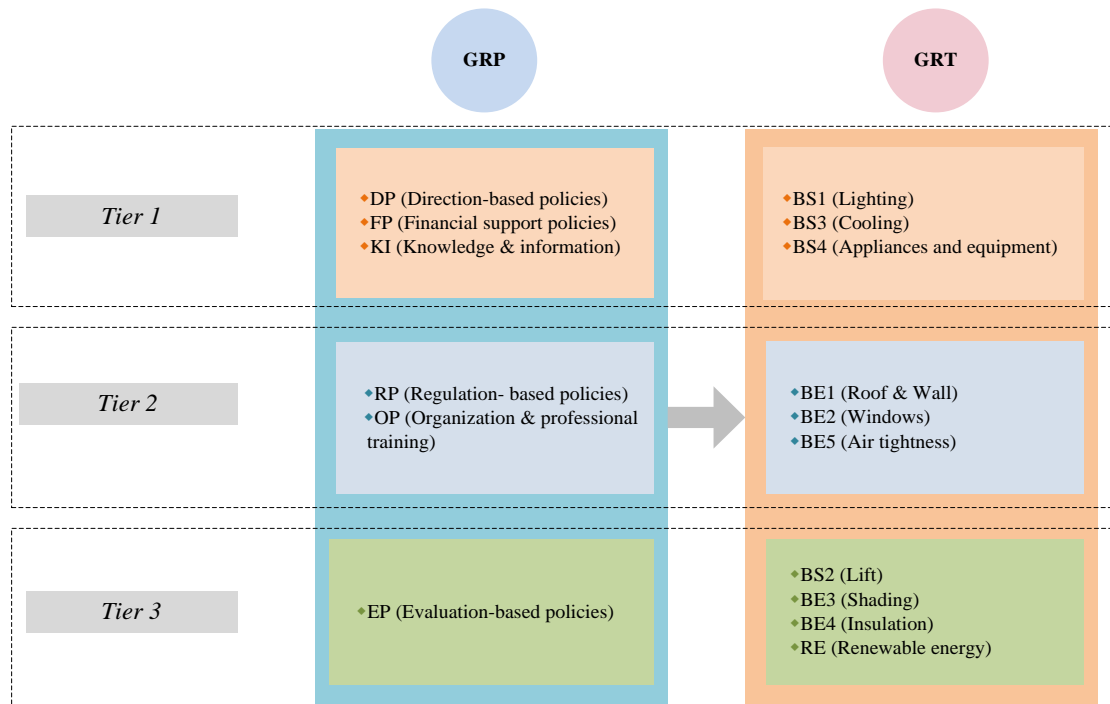 GRP
GRT
Tier 1
◆DP (Direction-based policies)
◆FP (Financial support policies)
◆KI (Knowledge & information)
◆BS1 (Lighting)
◆BS3 (Cooling)
◆BS4 (Appliances and equipment)
Tier 2
◆RP (Regulation- based policies)
◆OP (Organization & professional
training)
◆BE1 (Roof & Wall)
◆BE2 (Windows)
◆BE5 (Air tightness)
Tier 3
◆EP (Evaluation-based policies)
◆BS2 (Lift)
◆BE3 (Shading)
◆BE4 (Insulation)
◆RE (Renewable energy)